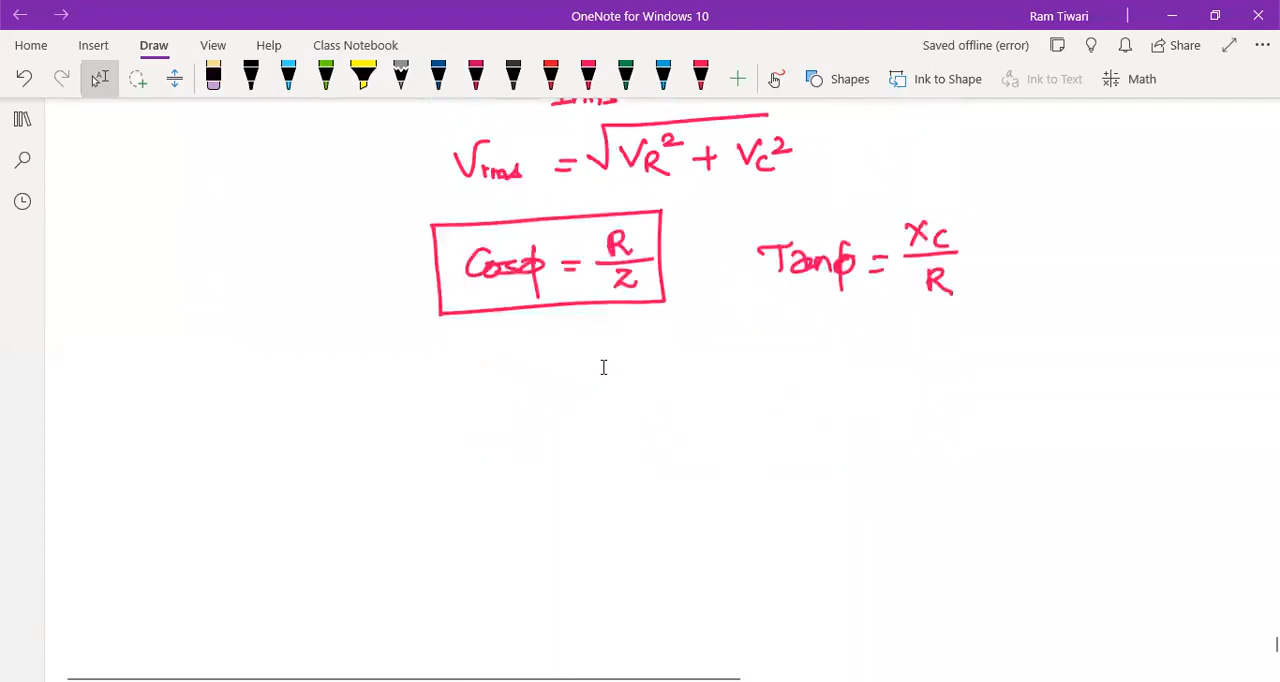 OneNote for Windows 10
Ram Tiwari
Home Insert Draw View Help Class Notebook
Saved offline (error) Share
Shapes Ink to Shape Ink to Text Math
Vrms = √VR² + VC²
Cosϕ = R/Z Tanϕ = XC/R